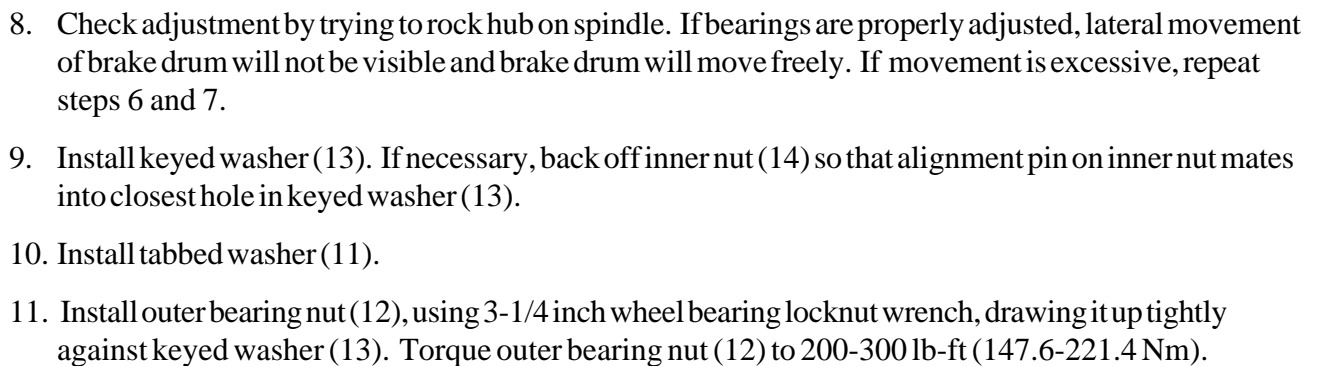 8. Check adjustment by trying to rock hub on spindle. If bearings are properly adjusted, lateral movement
of brake drum will not be visible and brake drum will move freely. If movement is excessive, repeat
steps 6 and 7.
9. Install keyed washer (13). If necessary, back off inner nut (14) so that alignment pin on inner nut mates
into closest hole in keyed washer (13).
10. Install tabbed washer (11).
11. Install outer bearing nut (12), using 3-1/4 inch wheel bearing locknut wrench, drawing it up tightly
against keyed washer (13). Torque outer bearing nut (12) to 200-300 lb-ft (147.6-221.4 Nm).